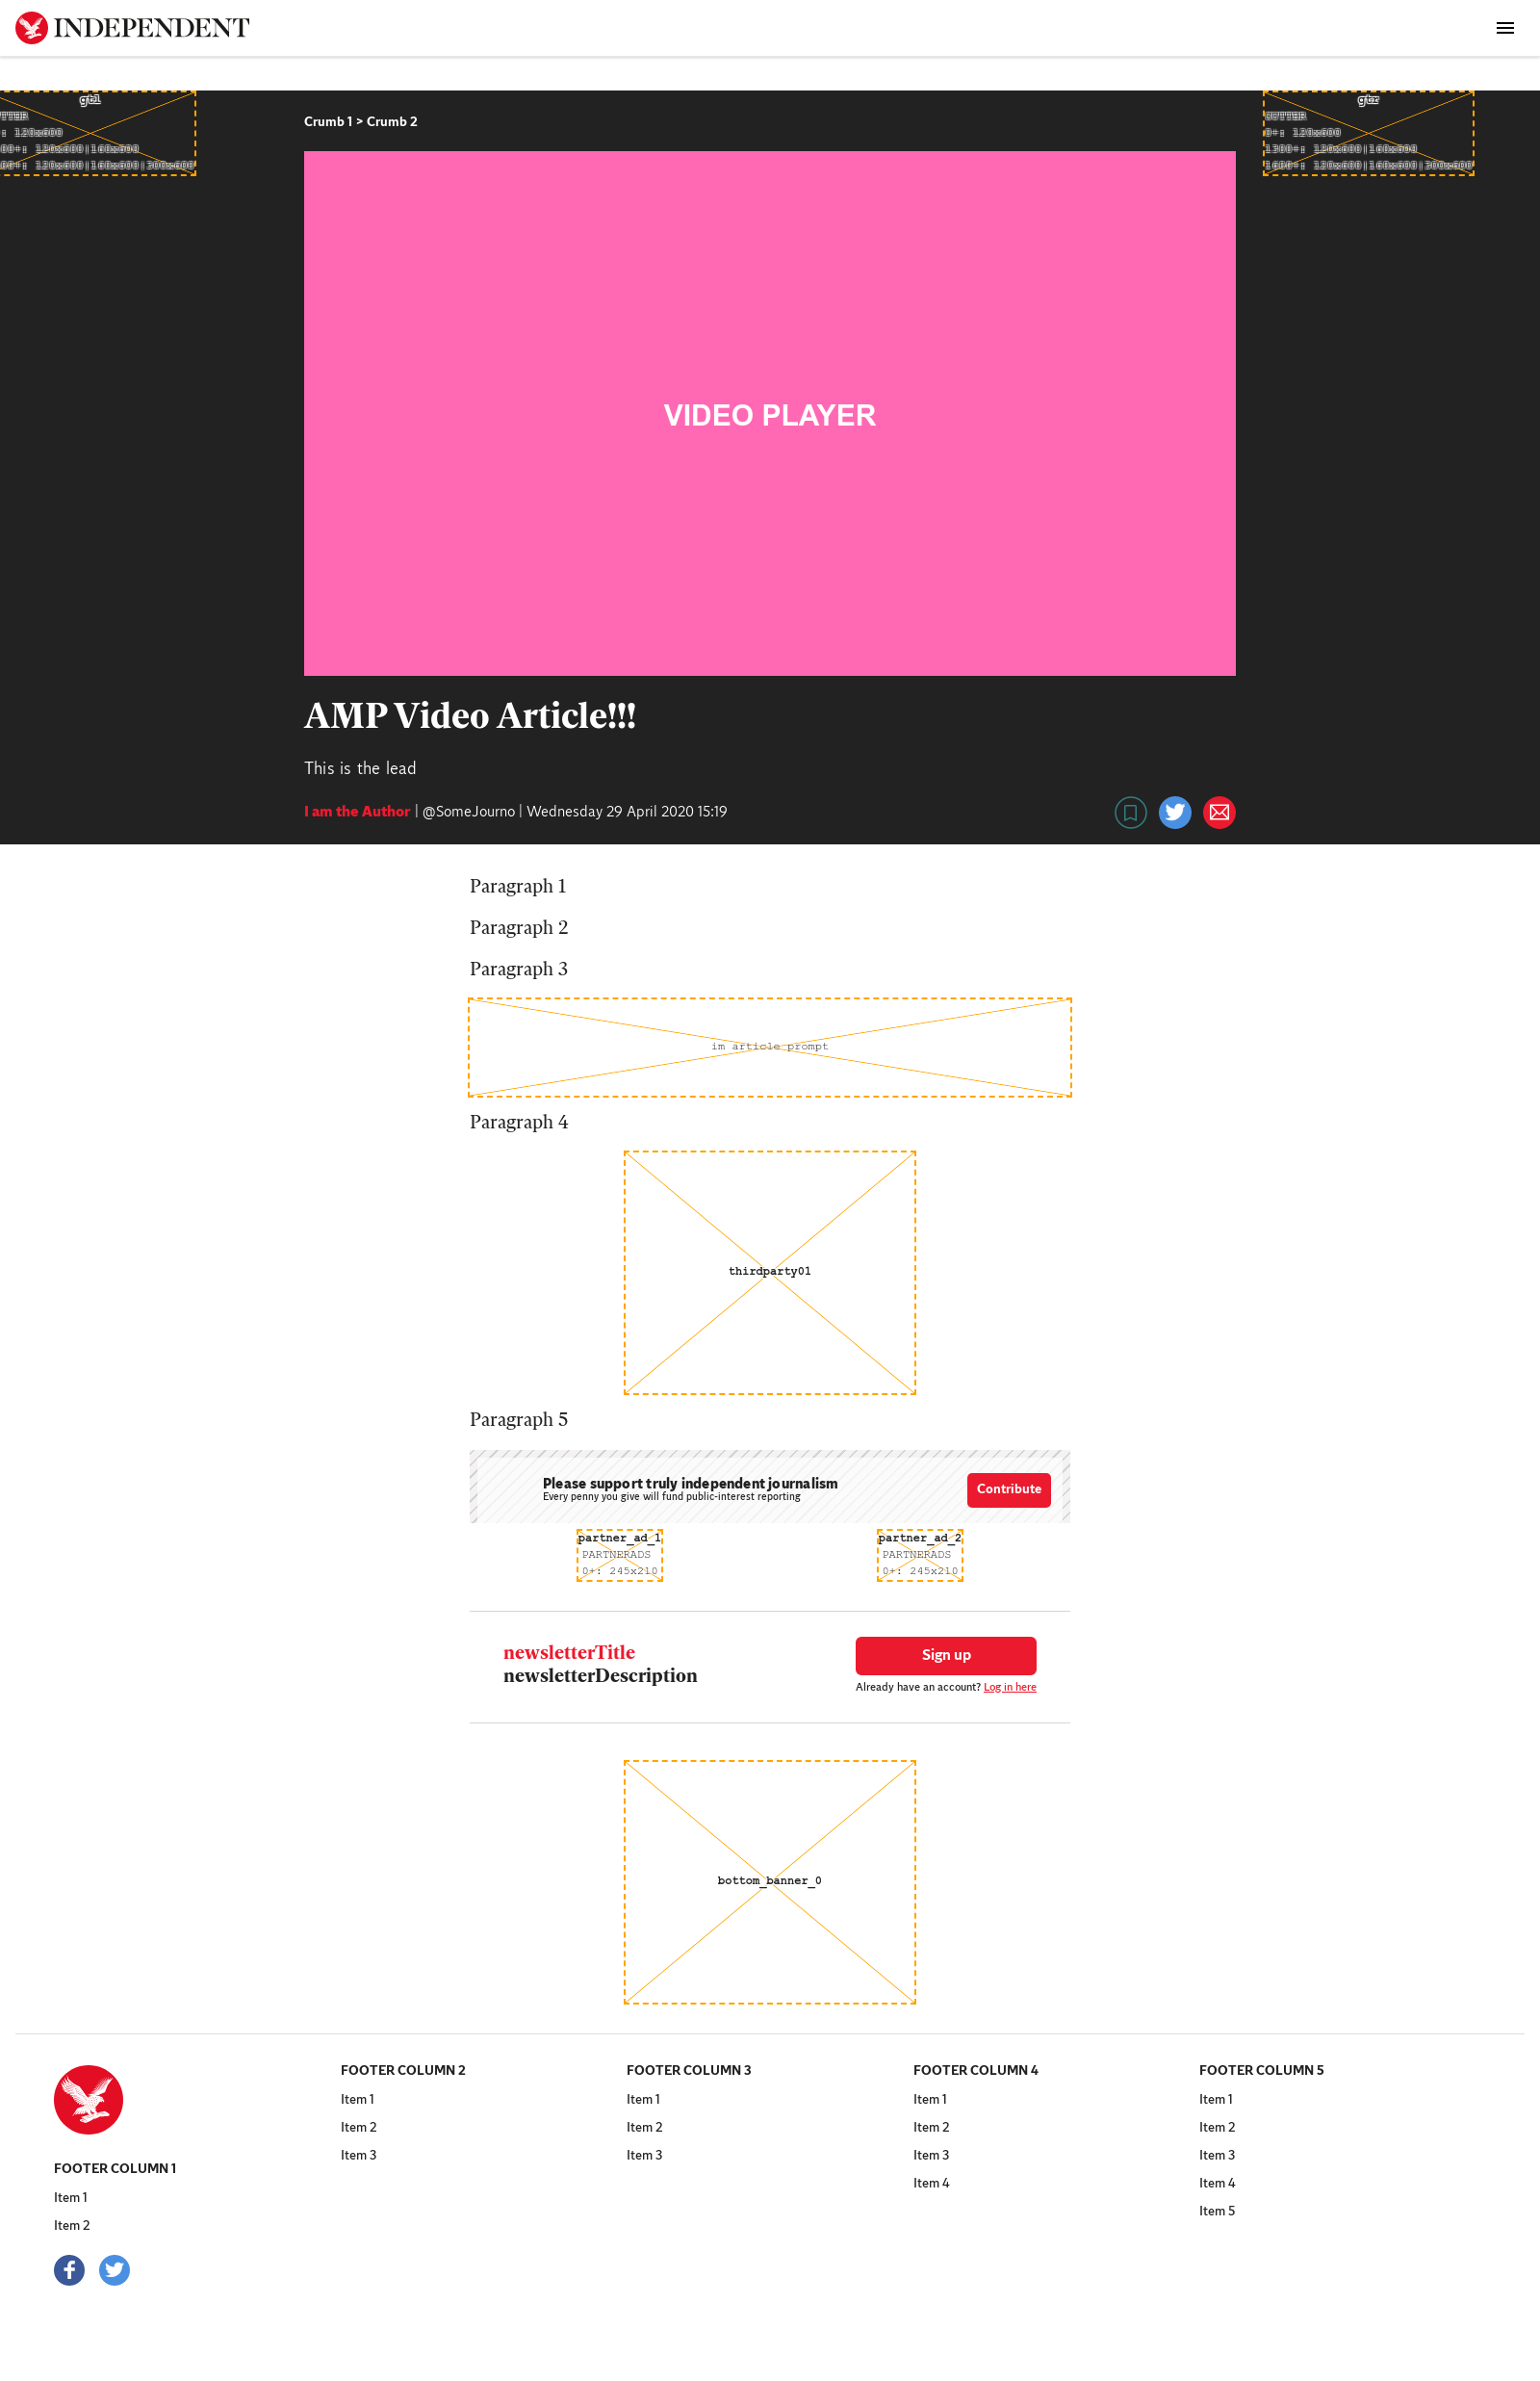 INDEPENDENT
gtl
TTER
: 120x600
00+: 120x600|160x600
00+: 120x600|160x600|300x600
gtr
GUTTER
0+: 120x600
1300+: 120x600|160x600
1600+: 120x600|160x600|300x600
Crumb 1 > Crumb 2
VIDEO PLAYER
AMP Video Article!!!
This is the lead
I am the Author | @SomeJourno | Wednesday 29 April 2020 15:19
Paragraph 1
Paragraph 2
Paragraph 3
im article prompt
Paragraph 4
thirdparty01
Paragraph 5
Please support truly independent journalism
Every penny you give will fund public-interest reporting
Contribute
partner_ad_1
PARTNERADS
0+: 245x210
partner_ad_2
PARTNERADS
0+: 245x210
newsletterTitle
newsletterDescription
Sign up
Already have an account? Log in here
bottom_banner_0
FOOTER COLUMN 1
Item 1
Item 2
FOOTER COLUMN 2
Item 1
Item 2
Item 3
FOOTER COLUMN 3
Item 1
Item 2
Item 3
FOOTER COLUMN 4
Item 1
Item 2
Item 3
Item 4
FOOTER COLUMN 5
Item 1
Item 2
Item 3
Item 4
Item 5